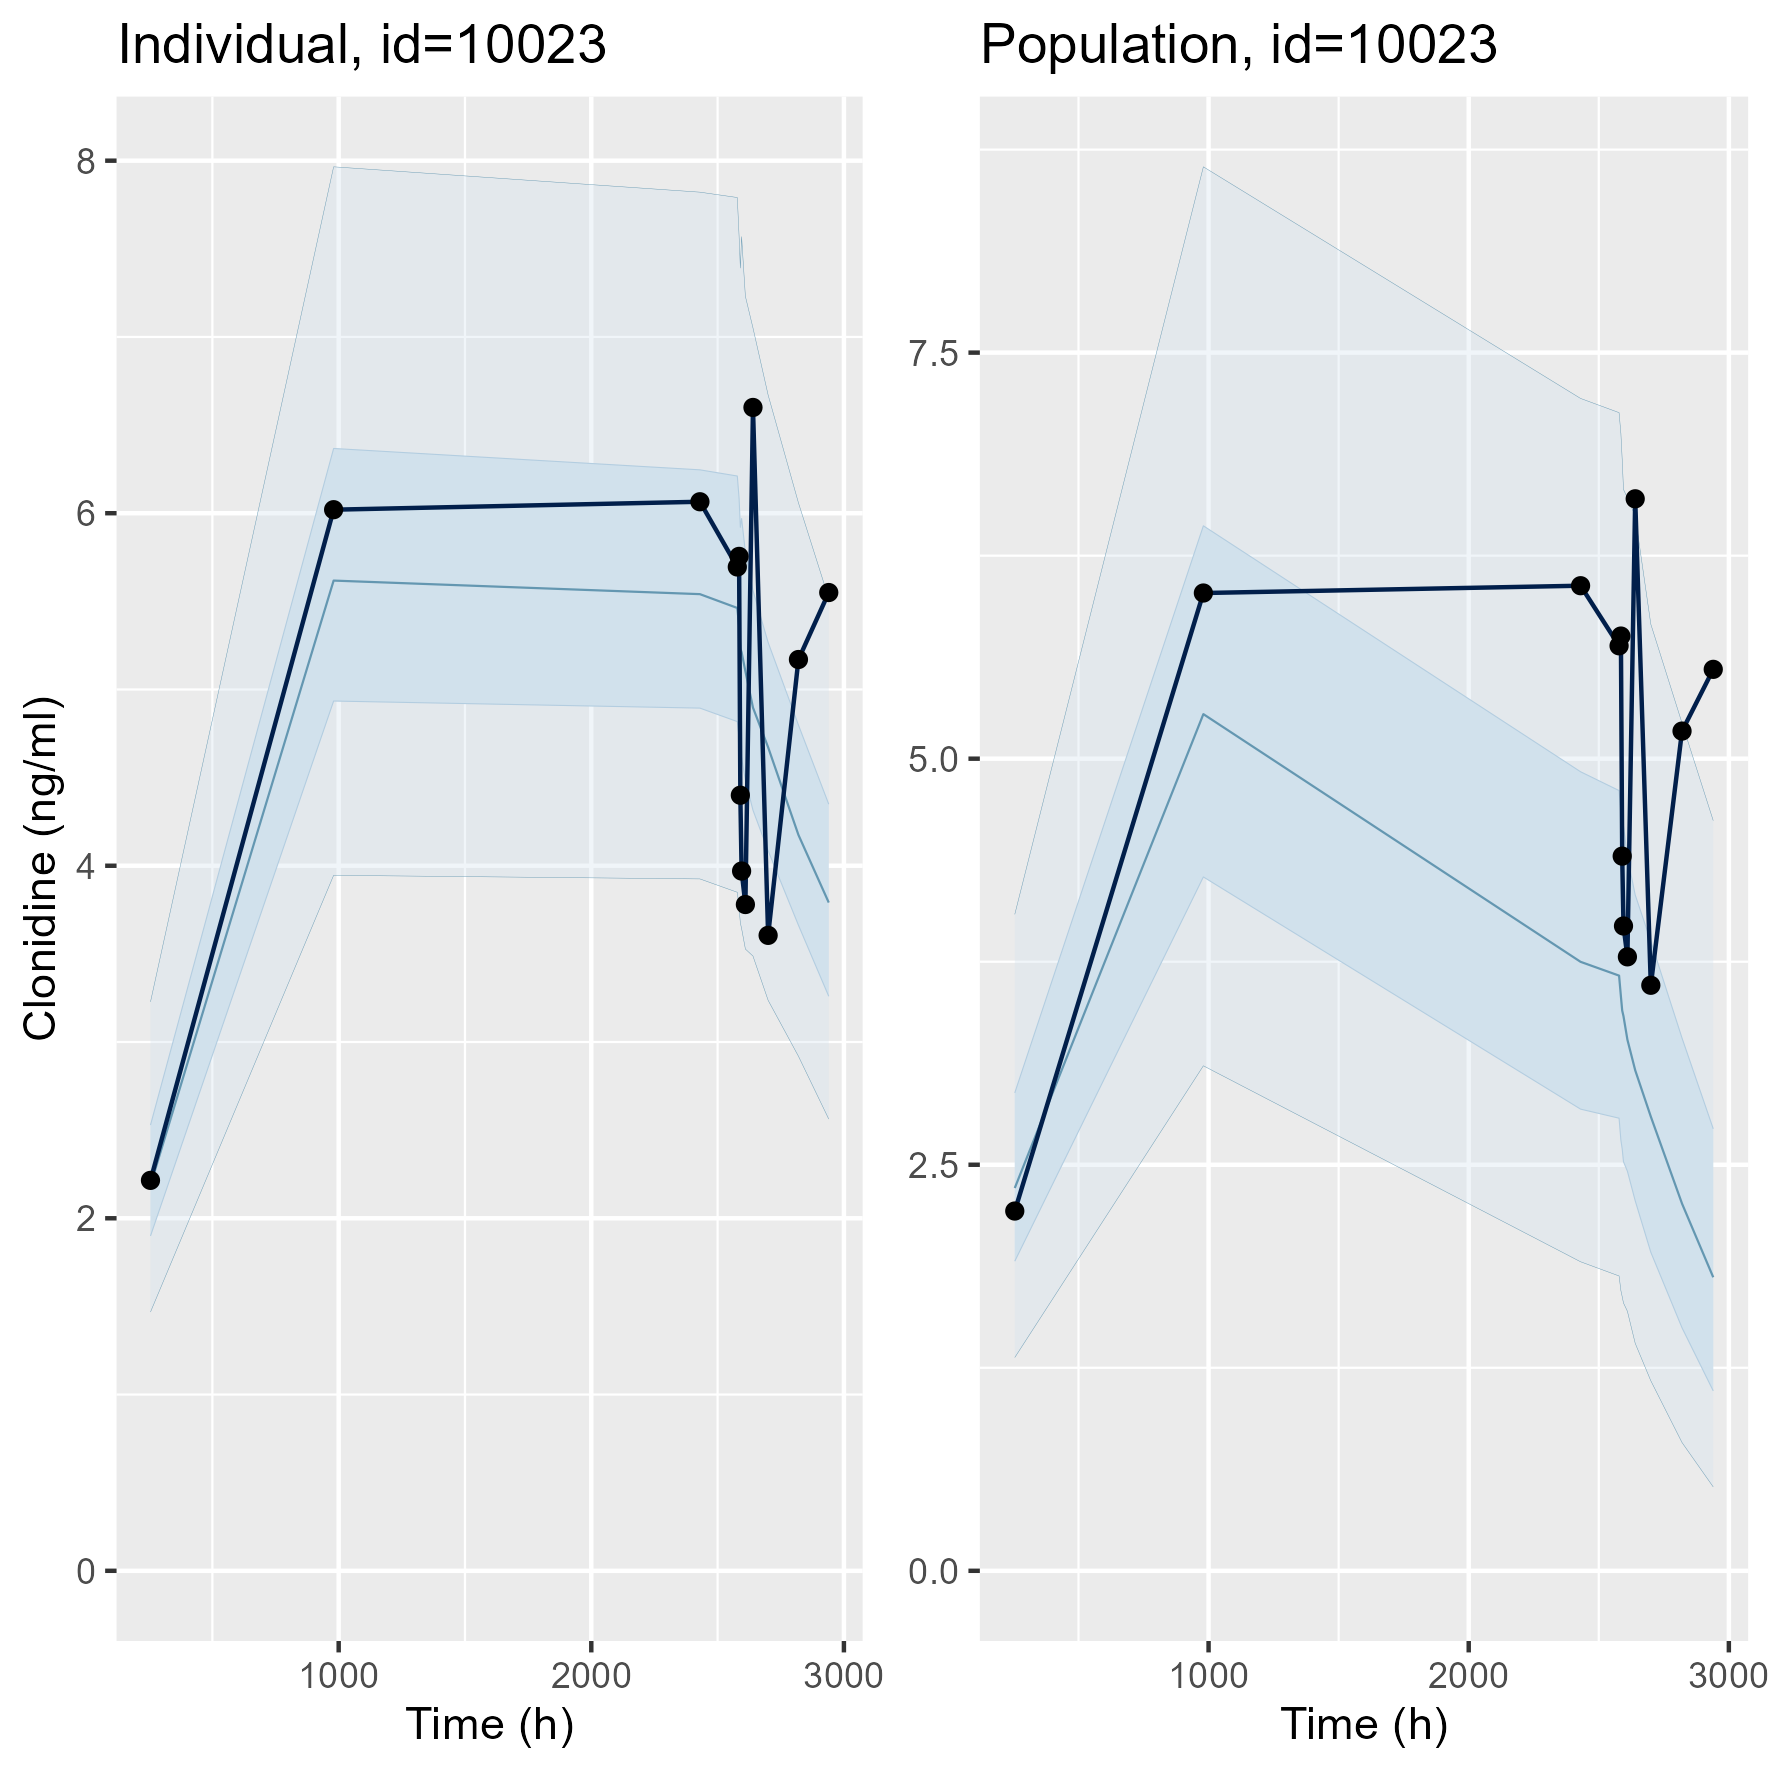 Individual, id=10023
Population, id=10023
Clonidine (ng/ml)
8
6
4
2
0
1000 2000 3000
Time (h)
7.5
5.0
2.5
0.0
1000 2000 3000
Time (h)